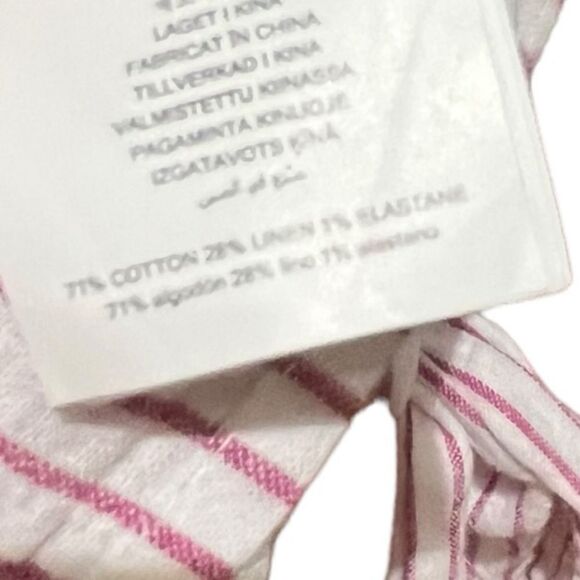 LAGET I KINA
FABRICAT ÎN CHINA
TILLVERKAD I KINA
VALMISTETTU KIINASSA
PAGAMINTA KINIJOJE
IZGATAVOTS ĶĪNĀ
صنع في الصين
71% COTTON 28% LINEN 1% ELASTANE
71% algodón 28% lino 1% elastano